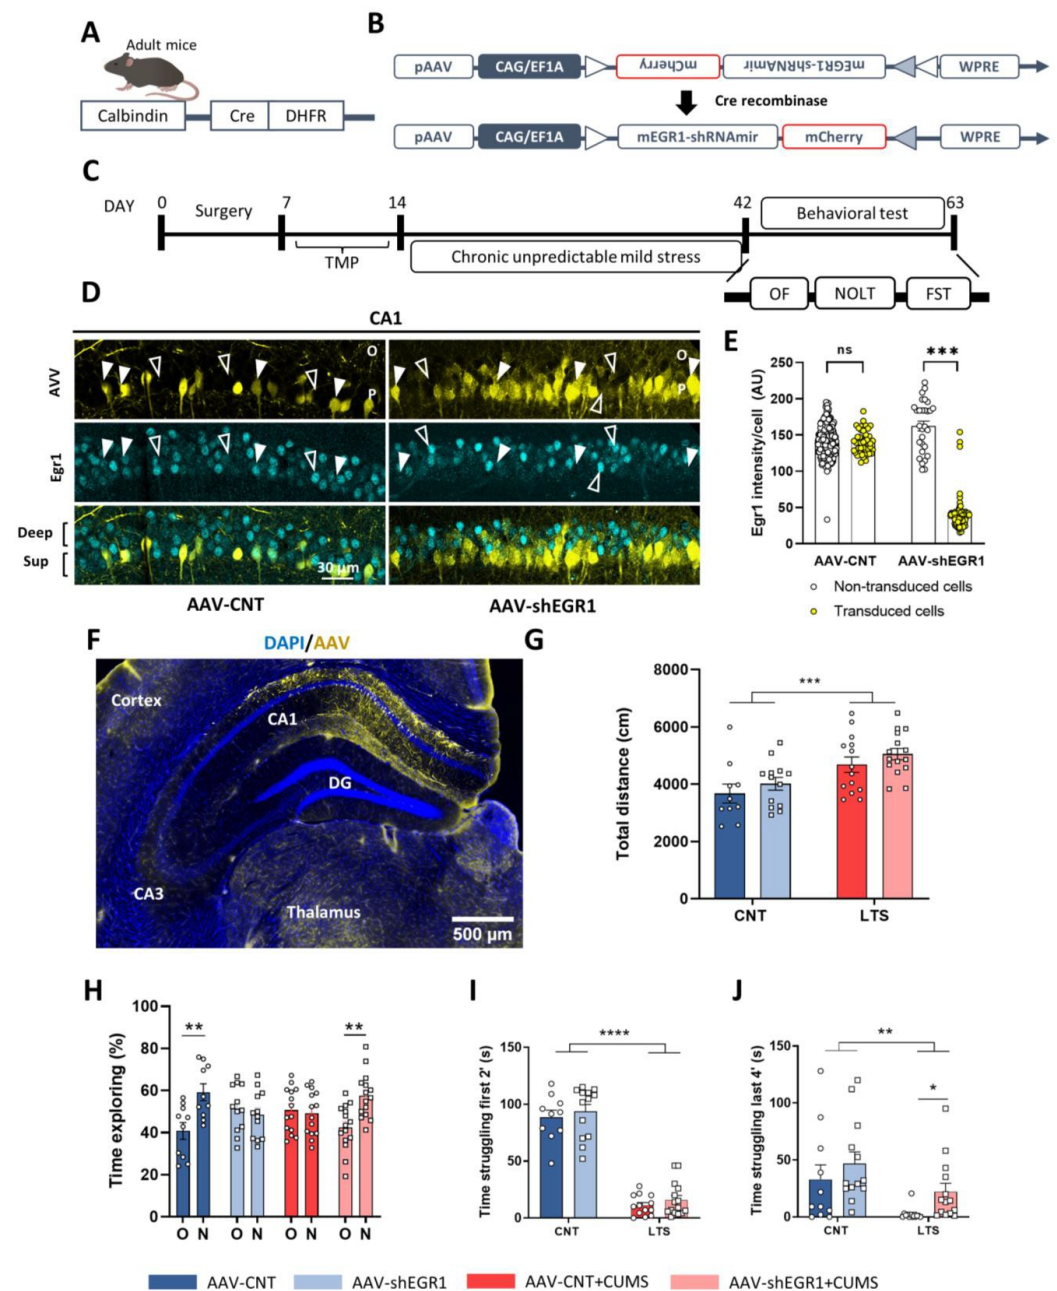 A
Adult mice
Calbindin
Cre
DHFR
B
pAAV
CAG/EF1A
mCherry
mEGR1-shRNAmir
WPRE
Cre recombinase
pAAV
CAG/EF1A
mEGR1-shRNAmir
mCherry
WPRE
C
DAY
0
Surgery
7
14
42
Behavioral test
63
TMP
Chronic unpredictable mild stress
OF
NOLT
FST
D
CA1
AVV
O
P
O
P
Egr1
Deep
Sup
30 µm
AAV-CNT
AAV-shEGR1
E
Egr1 intensity/cell (AU)
250
200
150
100
50
0
ns
***
AAV-CNT
AAV-shEGR1
Non-transduced cells
Transduced cells
F
DAPI/AAV
Cortex
CA1
DG
CA3
Thalamus
500 µm
G
Total distance (cm)
8000
6000
4000
2000
0
***
CNT
LTS
H
Time exploring (%)
100
80
60
40
20
0
**
**
O N O N O N O N
I
Time struggling first 2' (s)
150
100
50
0
****
CNT
LTS
J
Time struggling last 4' (s)
150
100
50
0
**
*
CNT
LTS
AAV-CNT
AAV-shEGR1
AAV-CNT+CUMS
AAV-shEGR1+CUMS